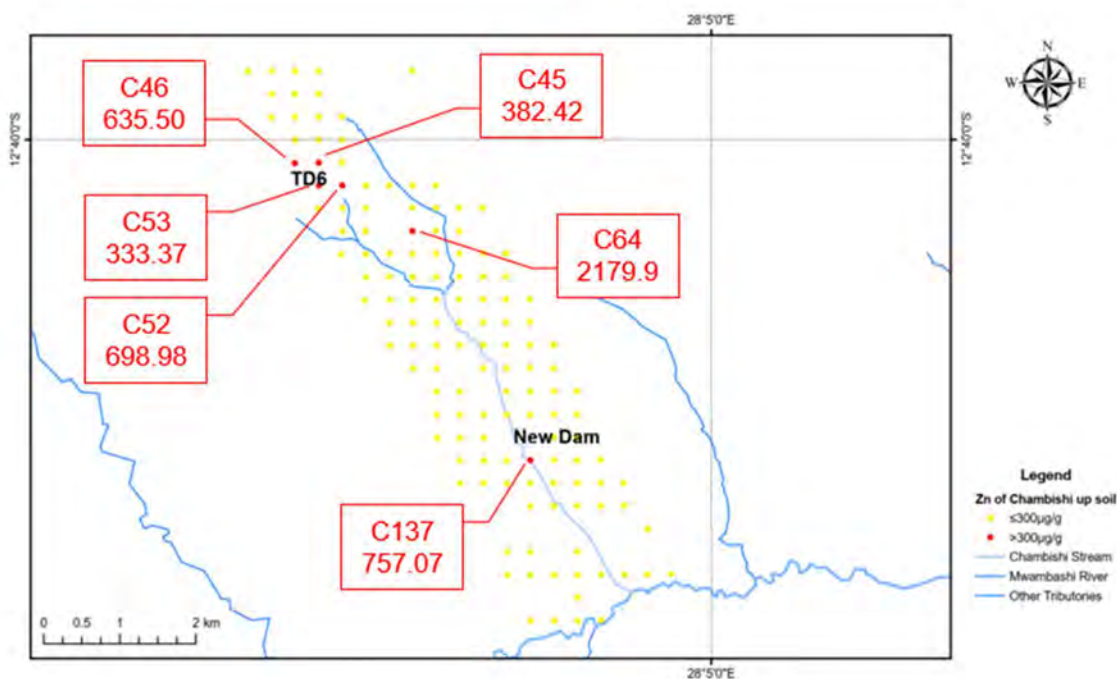 28°5'0"E
N
W
E
S
12°40'0"S
12°40'0"S
C46
635.50
C45
382.42
TD6
C53
333.37
C64
2179.9
C52
698.98
New Dam
C137
757.07
Legend
Zn of Chambishi up soil
≤300µg/g
>300µg/g
Chambishi Stream
Mwambashi River
Other Tributories
0 0.5 1 2 km
28°5'0"E